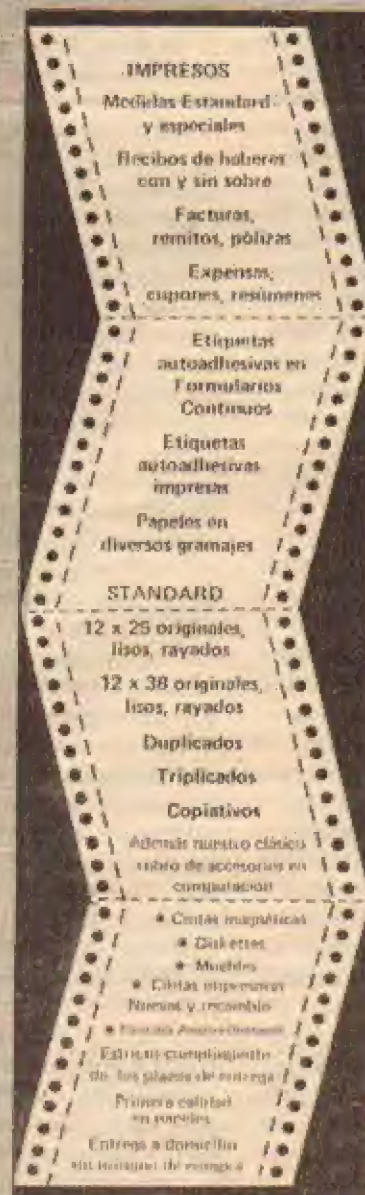 IMPRESOS
Medidas Estandard
y especiales
Recibos de haberes
con y sin sobre
Facturas,
remitos, pólizas
Expensas,
cupones, resúmenes
Etiquetas
autoadhesivas en
Formularios
Continuos
Etiquetas
autoadhesivas
impresas
Papeles en
diversos gramajes
STANDARD
12 x 25 originales,
lisos, rayados
12 x 38 originales,
lisos, rayados
Duplicados
Triplicados
Copiativos
Además nuestro clásico
rubro de accesorios en
computación
• Cintas magnéticas
• Diskettes
• Muebles
• Cintas impresoras
Nuevas y recambio
•
Estricto cumplimiento
de los plazos de entrega
Primera calidad
en papeles
Entrega a domicilio
de entrega